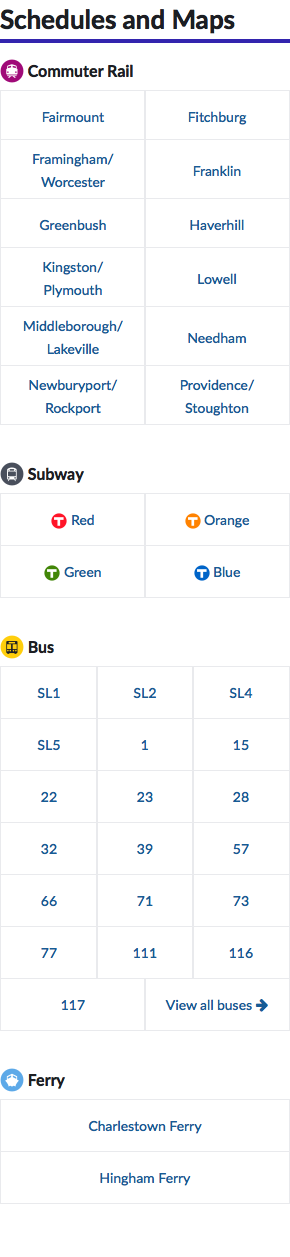 Schedules and Maps
Commuter Rail
Fairmount
Fitchburg
Framingham/
Worcester
Franklin
Greenbush
Haverhill
Kingston/
Plymouth
Lowell
Middleborough/
Lakeville
Needham
Newburyport/
Rockport
Providence/
Stoughton
Subway
T Red
T Orange
T Green
T Blue
Bus
SL1
SL2
SL4
SL5
1
15
22
23
28
32
39
57
66
71
73
77
111
116
117
View all buses
Ferry
Charlestown Ferry
Hingham Ferry